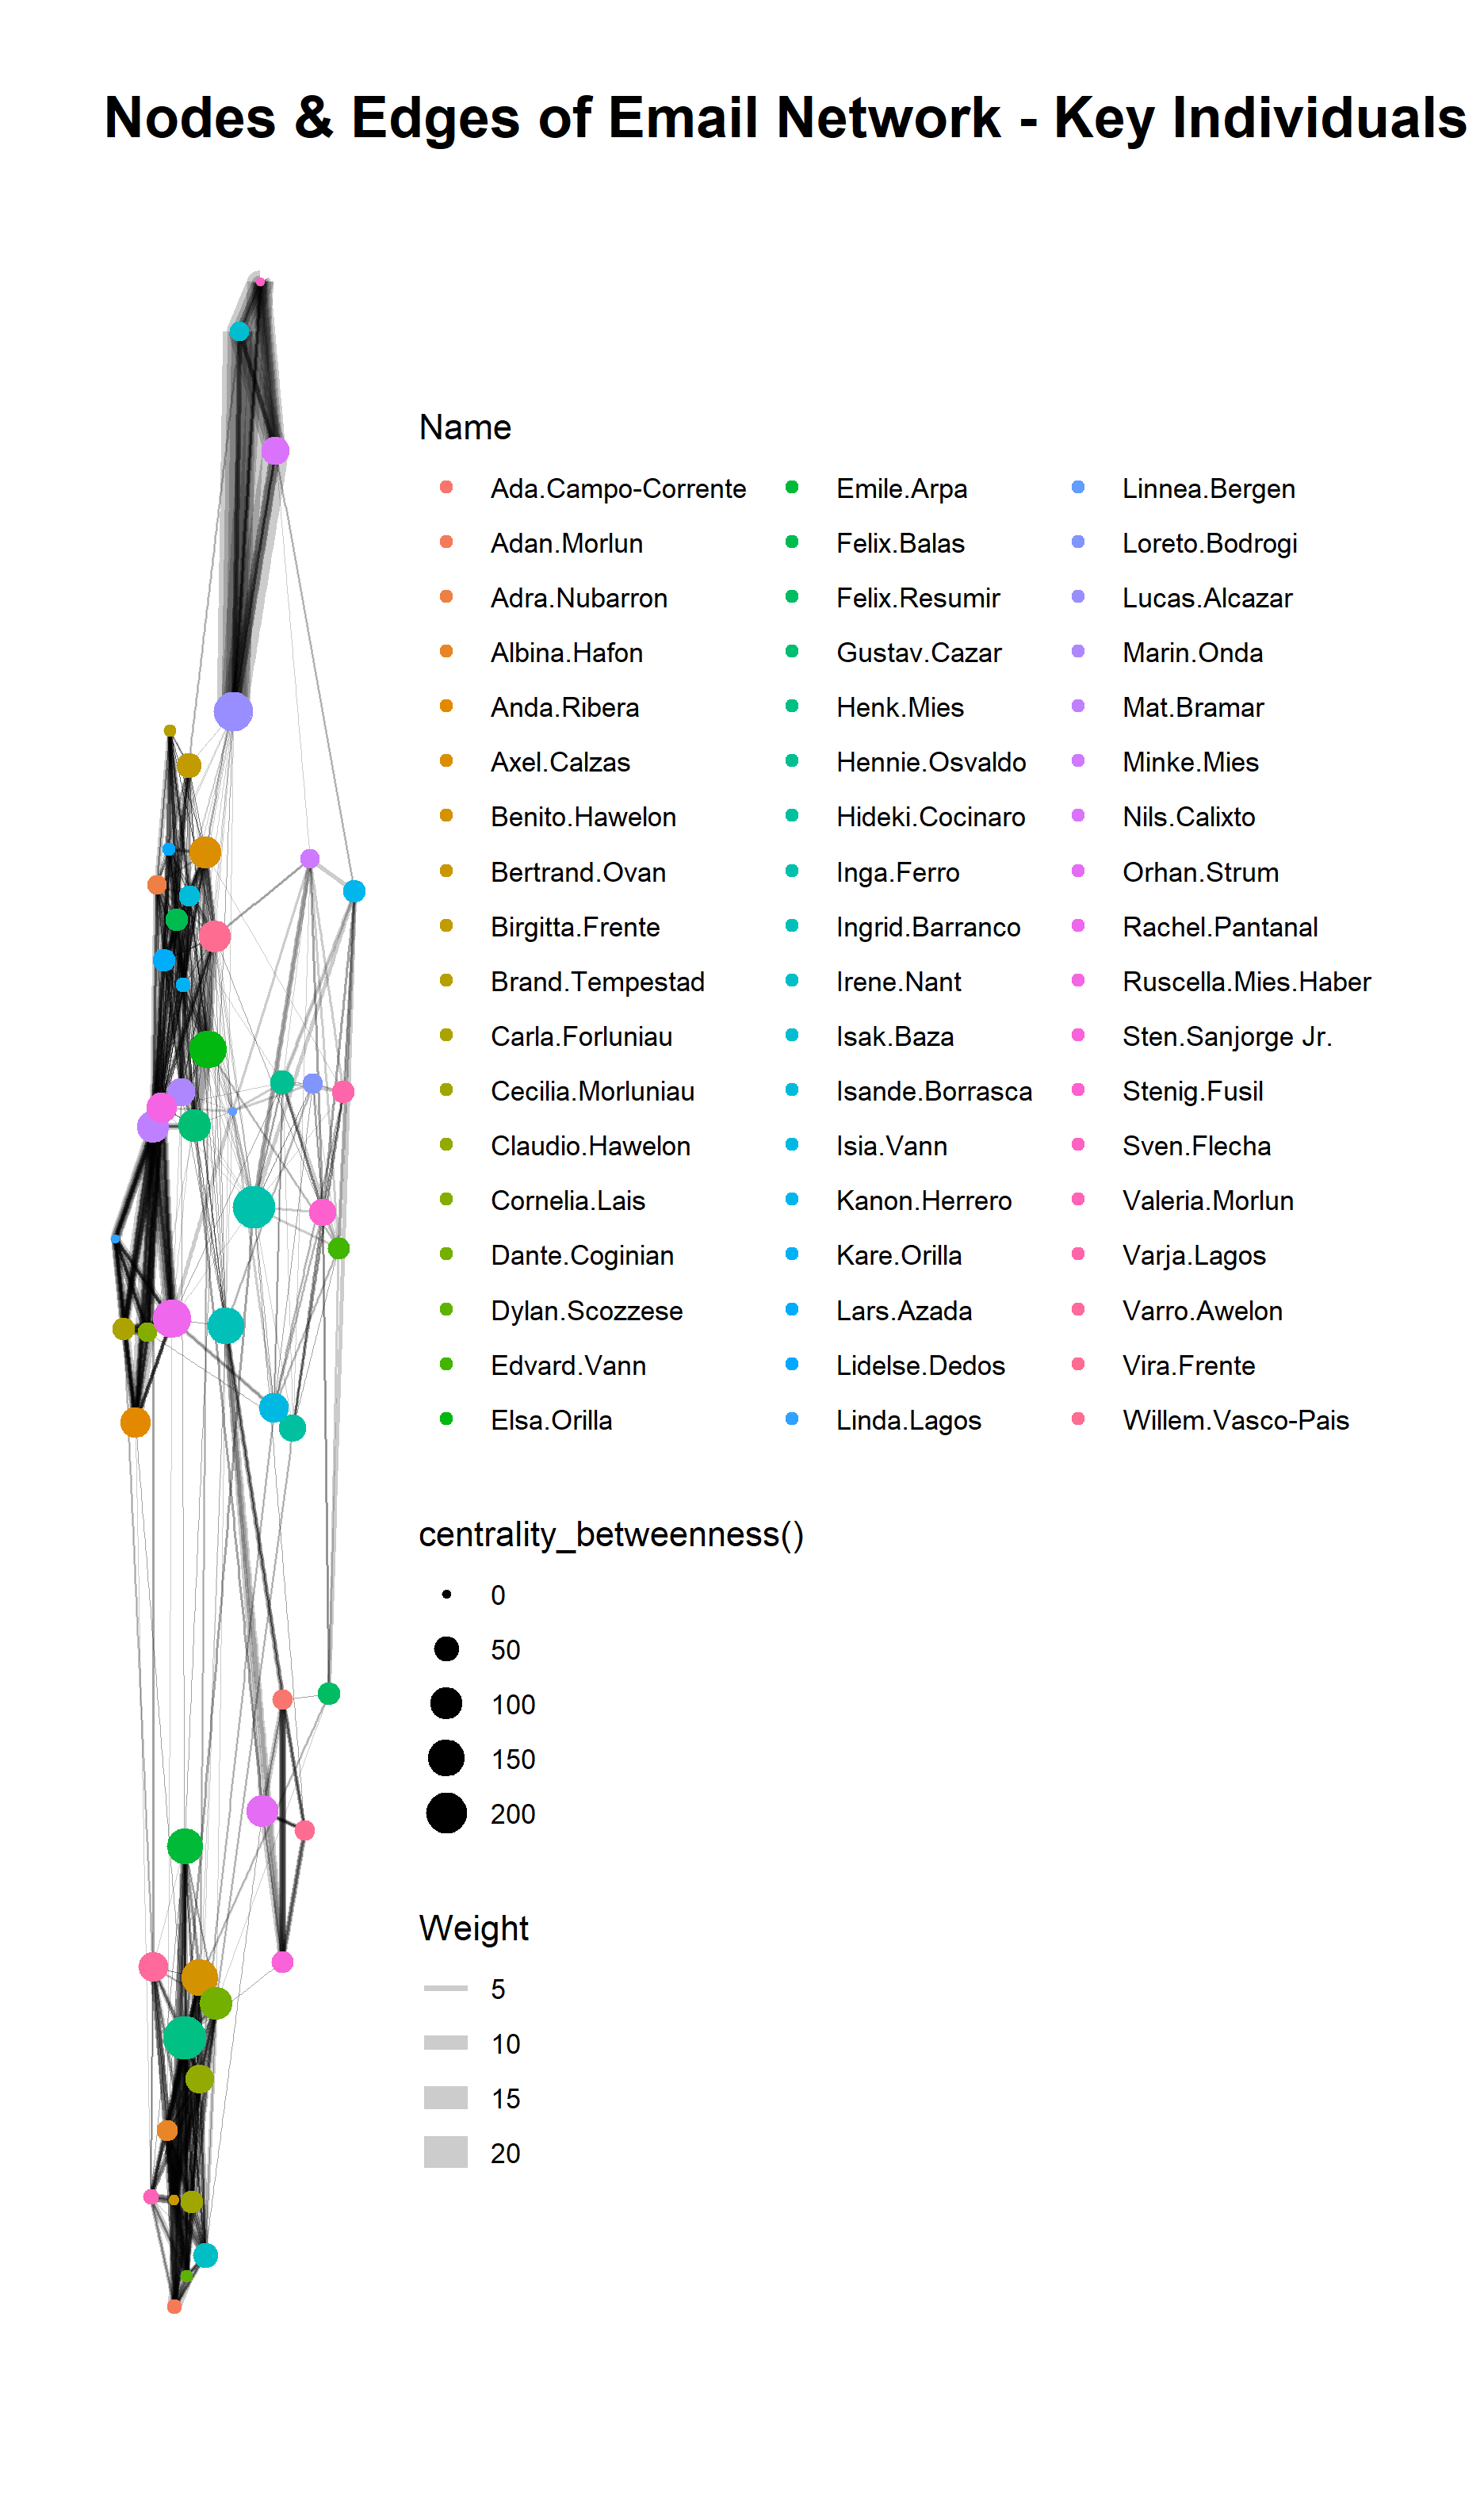 Nodes & Edges of Email Network - Key Individuals
Name
Ada.Campo-Corrente Emile.Arpa Linnea.Bergen
Adan.Morlun Felix.Balas Loreto.Bodrogi
Adra.Nubarron Felix.Resumir Lucas.Alcazar
Albina.Hafon Gustav.Cazar Marin.Onda
Anda.Ribera Henk.Mies Mat.Bramar
Axel.Calzas Hennie.Osvaldo Minke.Mies
Benito.Hawelon Hideki.Cocinaro Nils.Calixto
Bertrand.Ovan Inga.Ferro Orhan.Strum
Birgitta.Frente Ingrid.Barranco Rachel.Pantanal
Brand.Tempestad Irene.Nant Ruscella.Mies.Haber
Carla.Forluniau Isak.Baza Sten.Sanjorge Jr.
Cecilia.Morluniau Isande.Borrasca Stenig.Fusil
Claudio.Hawelon Isia.Vann Sven.Flecha
Cornelia.Lais Kanon.Herrero Valeria.Morlun
Dante.Coginian Kare.Orilla Varja.Lagos
Dylan.Scozzese Lars.Azada Varro.Awelon
Edvard.Vann Lidelse.Dedos Vira.Frente
Elsa.Orilla Linda.Lagos Willem.Vasco-Pais
centrality_betweenness()
0
50
100
150
200
Weight
5
10
15
20